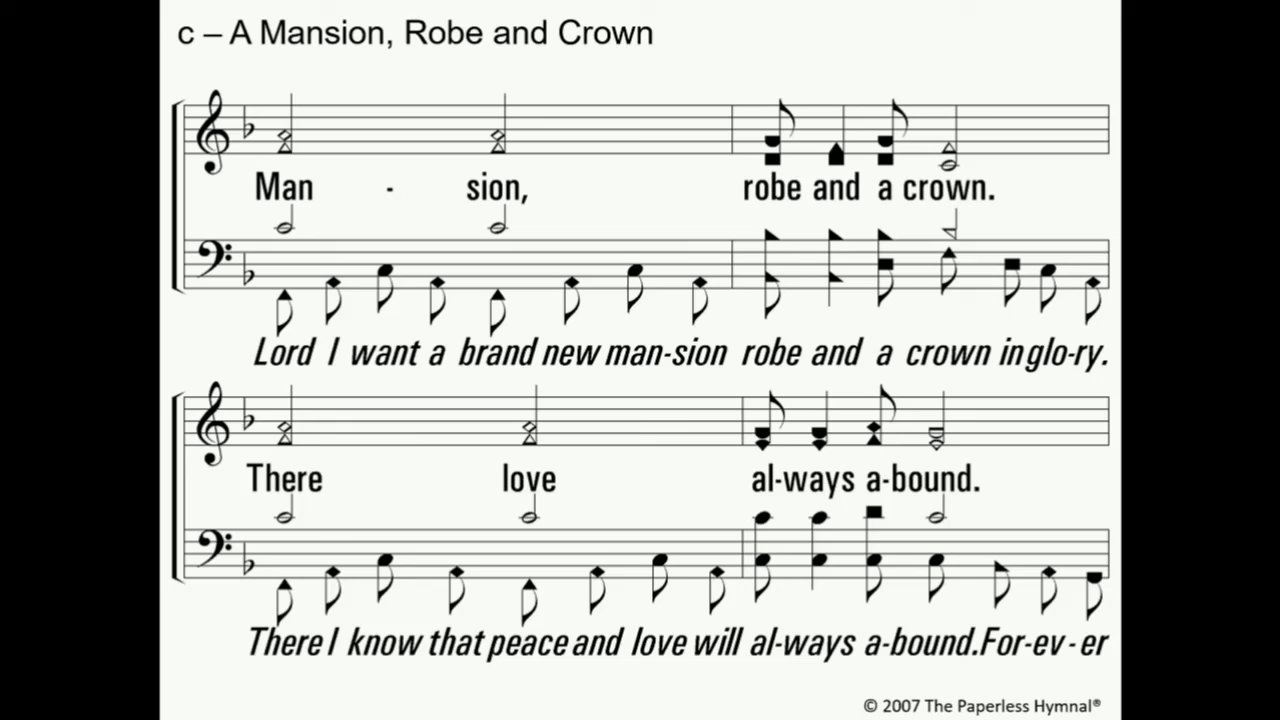 c – A Mansion, Robe and Crown
Man - sion, robe and a crown.
Lord I want a brand new man-sion robe and a crown in glo-ry.
There love al-ways a-bound.
There I know that peace and love will al-ways a-bound. For-ev-er
© 2007 The Paperless Hymnal®